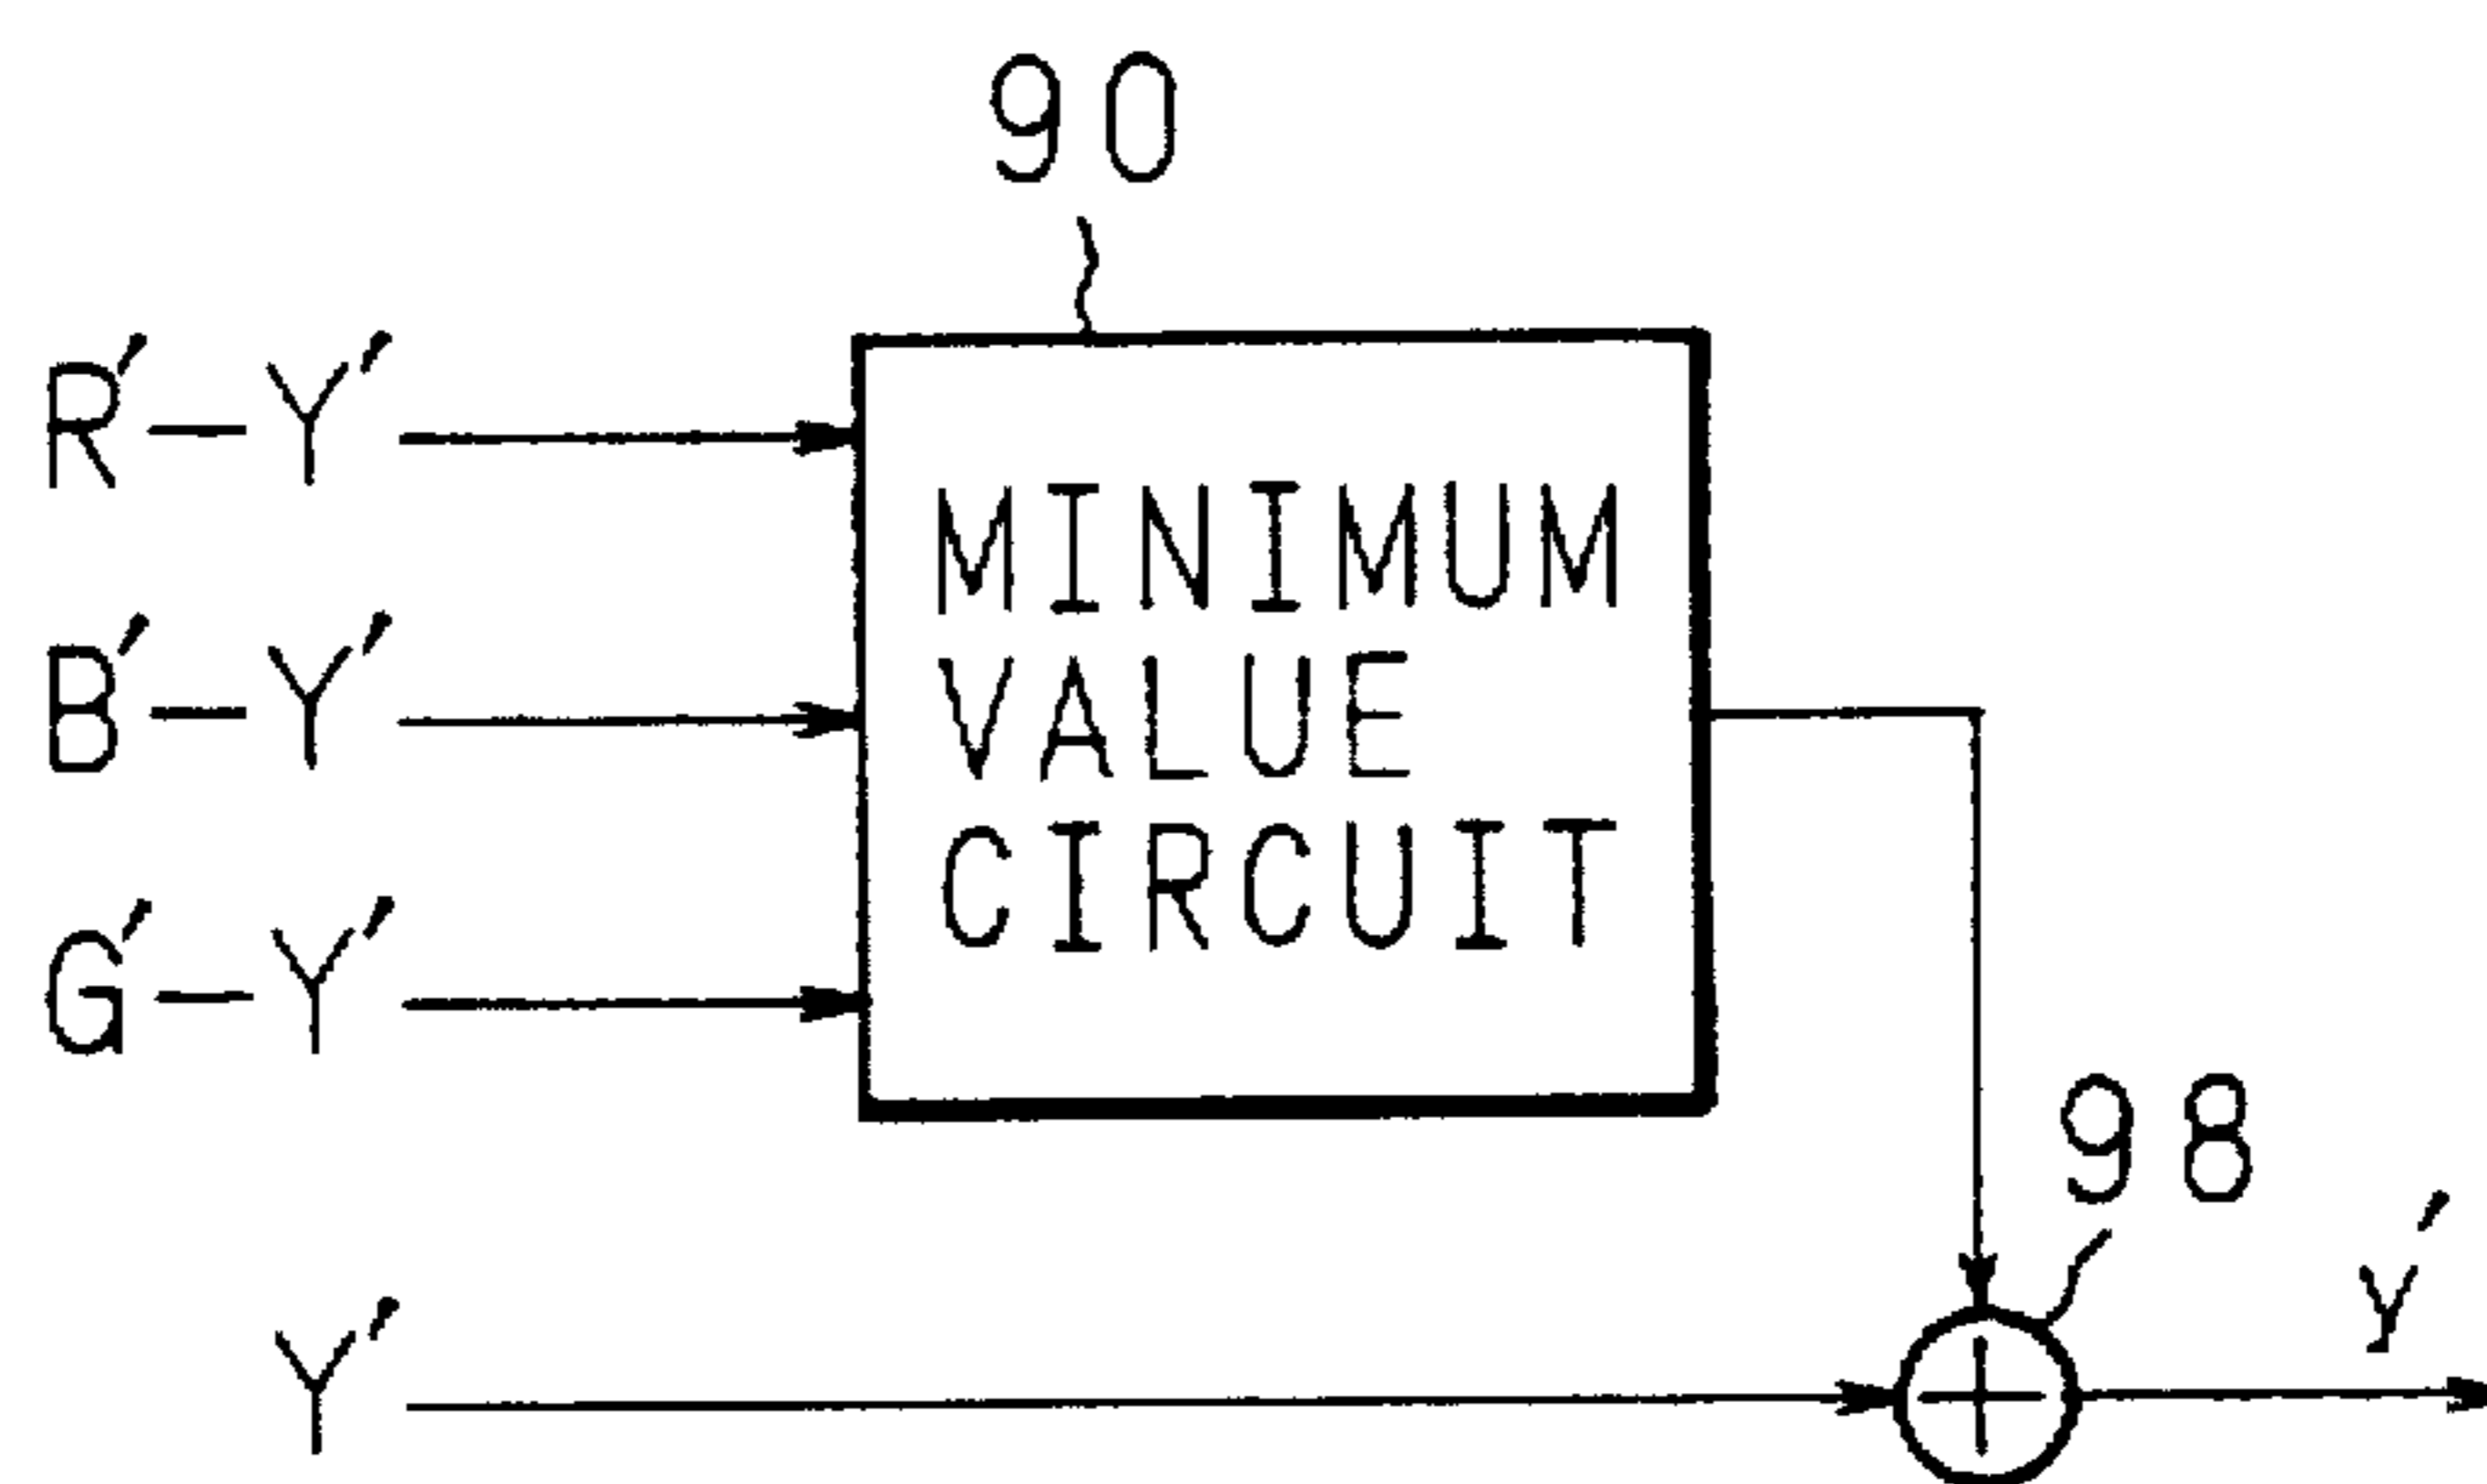 90
R′−Y′
B′−Y′
G′−Y′
MINIMUM
VALUE
CIRCUIT
98
Y′
y′